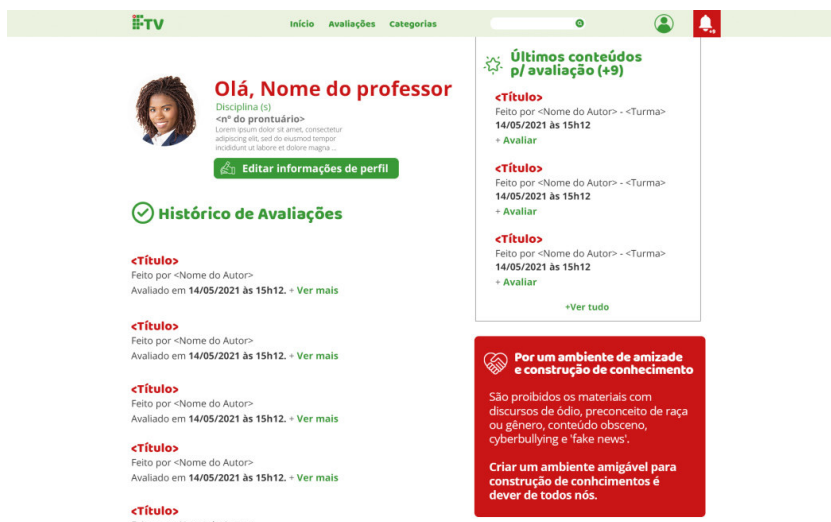 TV
Início Avaliações Categorias
+9
Olá, Nome do professor
Disciplina (s)
<nº do prontuário>
Lorem ipsum dolor sit amet, consectetur
adipiscing elit, sed do eiusmod tempor
incididunt ut labore et dolore magna ...
Editar informações de perfil
Histórico de Avaliações
<Título>
Feito por <Nome do Autor>
Avaliado em 14/05/2021 às 15h12. + Ver mais
<Título>
Feito por <Nome do Autor>
Avaliado em 14/05/2021 às 15h12. + Ver mais
<Título>
Feito por <Nome do Autor>
Avaliado em 14/05/2021 às 15h12. + Ver mais
<Título>
Feito por <Nome do Autor>
Avaliado em 14/05/2021 às 15h12. + Ver mais
<Título>
Últimos conteúdos
p/ avaliação (+9)
<Título>
Feito por <Nome do Autor> - <Turma>
14/05/2021 às 15h12
+ Avaliar
<Título>
Feito por <Nome do Autor> - <Turma>
14/05/2021 às 15h12
+ Avaliar
<Título>
Feito por <Nome do Autor> - <Turma>
14/05/2021 às 15h12
+ Avaliar
+Ver tudo
Por um ambiente de amizade
e construção de conhecimento
São proibidos os materiais com
discursos de ódio, preconceito de raça
ou gênero, conteúdo obsceno,
cyberbullying e 'fake news'.
Criar um ambiente amigável para
construção de conhcimentos é
dever de todos nós.